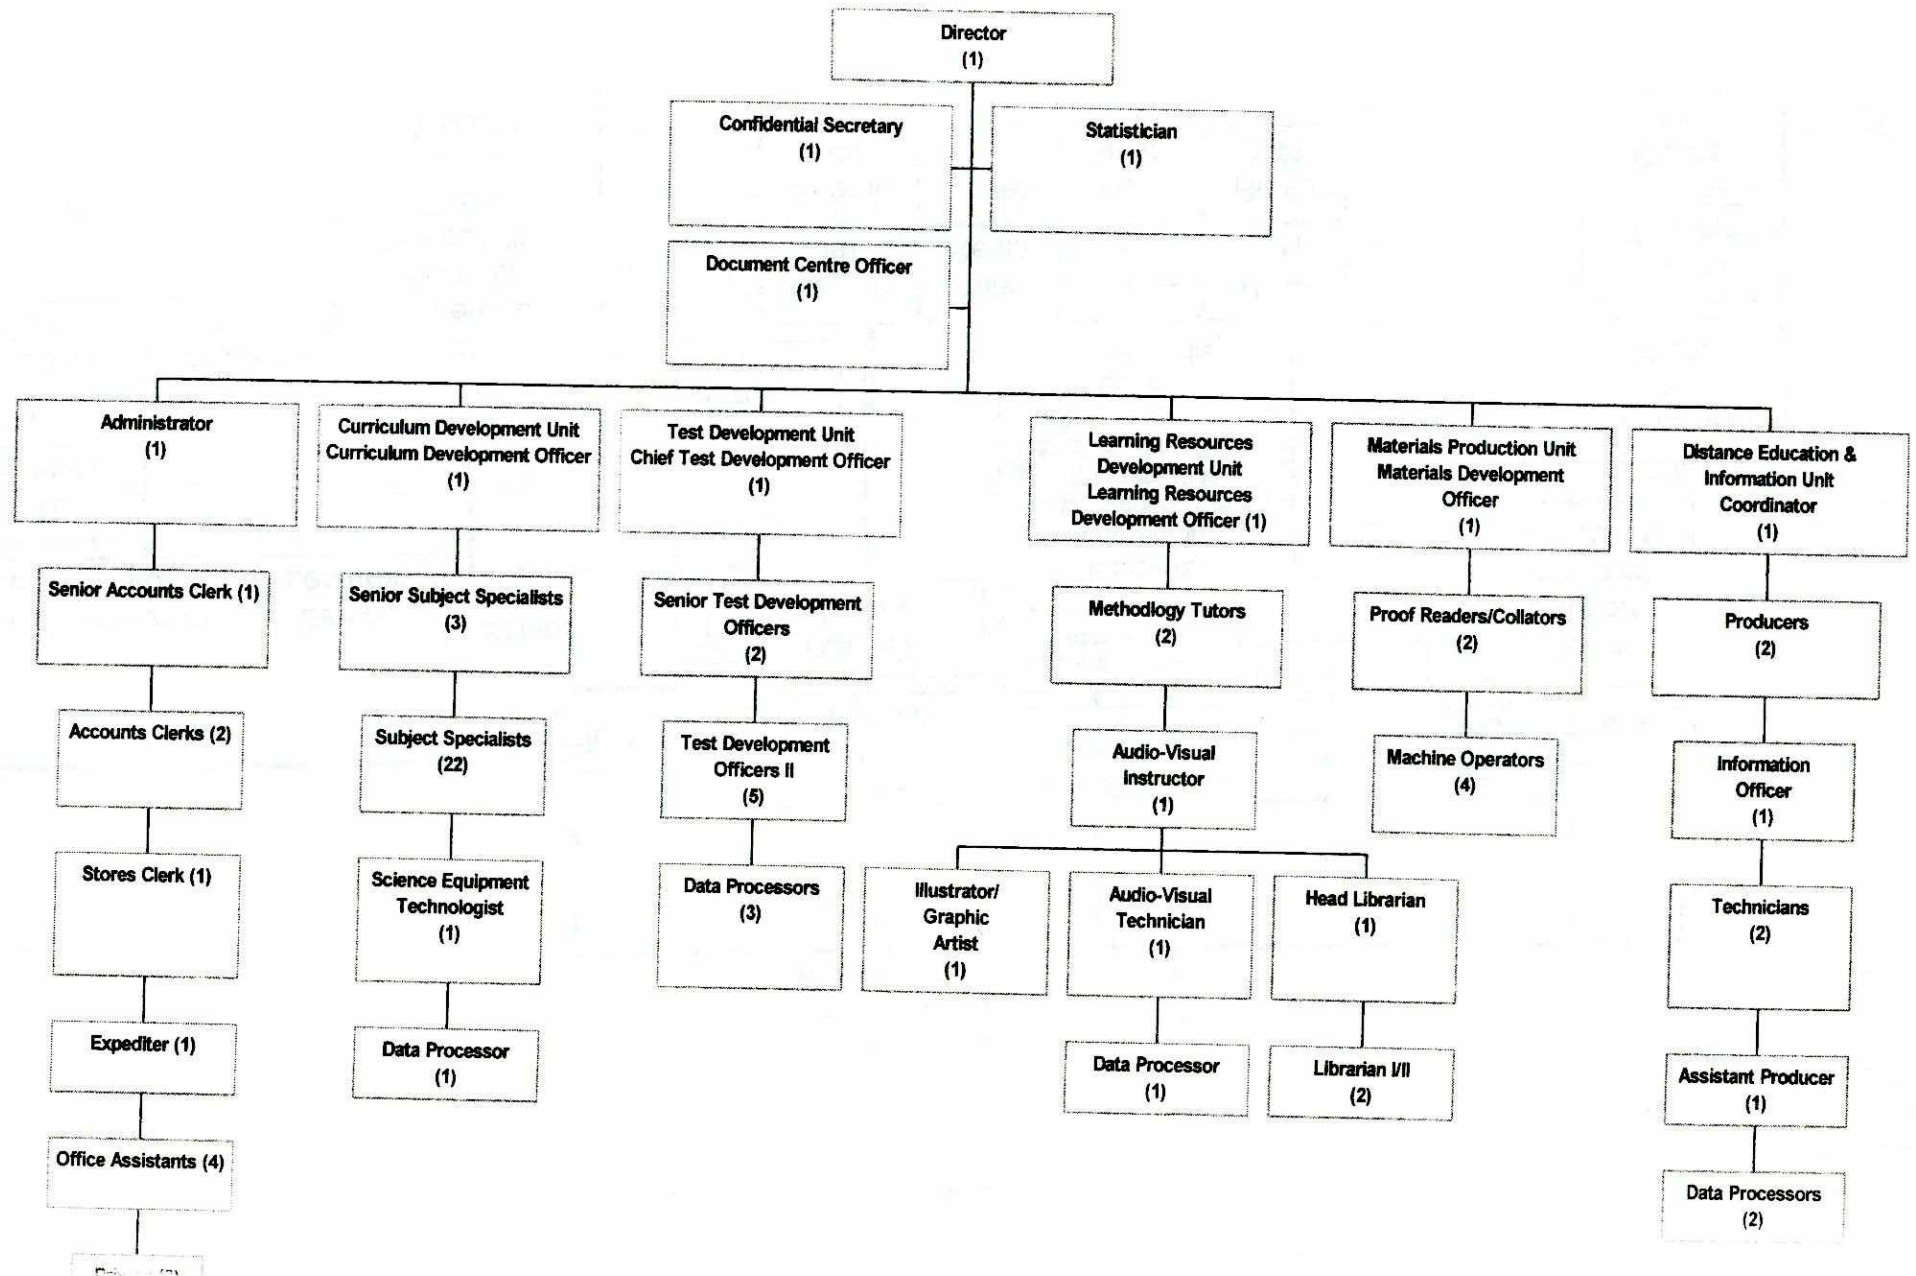 Director
(1)
Confidential Secretary
(1)
Statistician
(1)
Document Centre Officer
(1)
Administrator
(1)
Curriculum Development Unit
Curriculum Development Officer
(1)
Test Development Unit
Chief Test Development Officer
(1)
Learning Resources
Development Unit
Learning Resources
Development Officer (1)
Materials Production Unit
Materials Development
Officer
(1)
Distance Education &
Information Unit
Coordinator
(1)
Senior Accounts Clerk (1)
Senior Subject Specialists
(3)
Senior Test Development
Officers
(2)
Methodlogy Tutors
(2)
Proof Readers/Collators
(2)
Producers
(2)
Accounts Clerks (2)
Subject Specialists
(22)
Test Development
Officers II
(5)
Audio-Visual
Instructor
(1)
Machine Operators
(4)
Information
Officer
(1)
Stores Clerk (1)
Science Equipment
Technologist
(1)
Data Processors
(3)
Illustrator/
Graphic
Artist
(1)
Audio-Visual
Technician
(1)
Head Librarian
(1)
Technicians
(2)
Expediter (1)
Data Processor
(1)
Data Processor
(1)
Librarian I/II
(2)
Assistant Producer
(1)
Office Assistants (4)
Data Processors
(2)